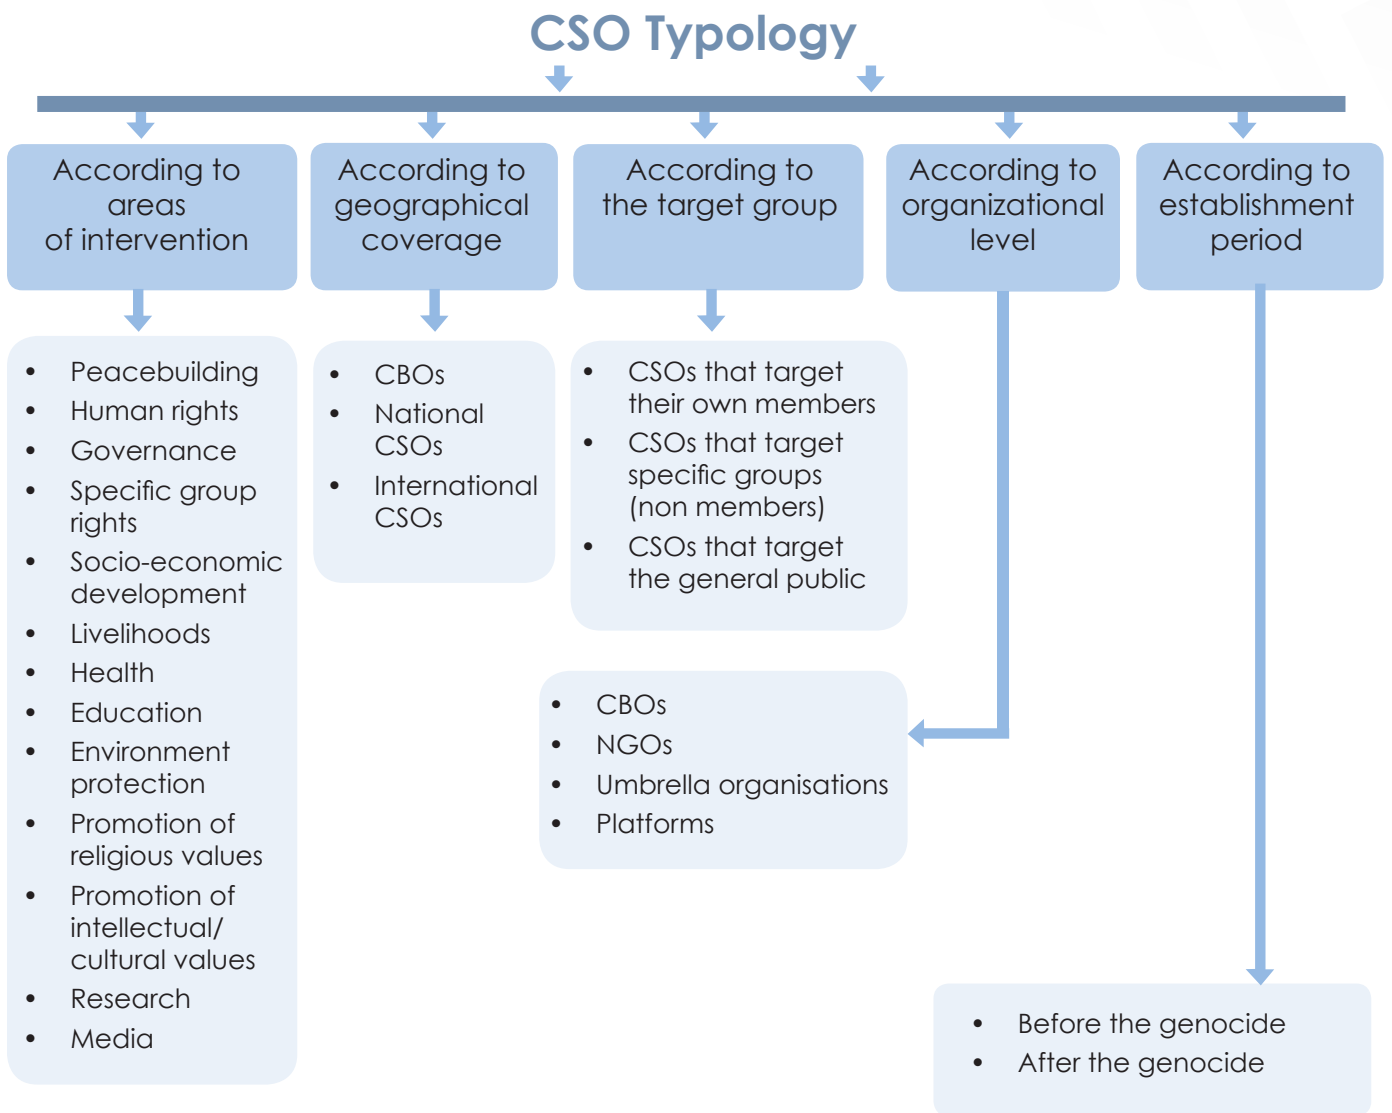 CSO Typology
According to
areas
of intervention
According to
geographical
coverage
According to
the target group
According to
organizational
level
According to
establishment
period
• Peacebuilding
• Human rights
• Governance
• Specific group
rights
• Socio-economic
development
• Livelihoods
• Health
• Education
• Environment
protection
• Promotion of
religious values
• Promotion of
intellectual/
cultural values
• Research
• Media
• CBOs
• National
CSOs
• International
CSOs
• CSOs that target
their own members
• CSOs that target
specific groups
(non members)
• CSOs that target
the general public
• CBOs
• NGOs
• Umbrella organisations
• Platforms
• Before the genocide
• After the genocide